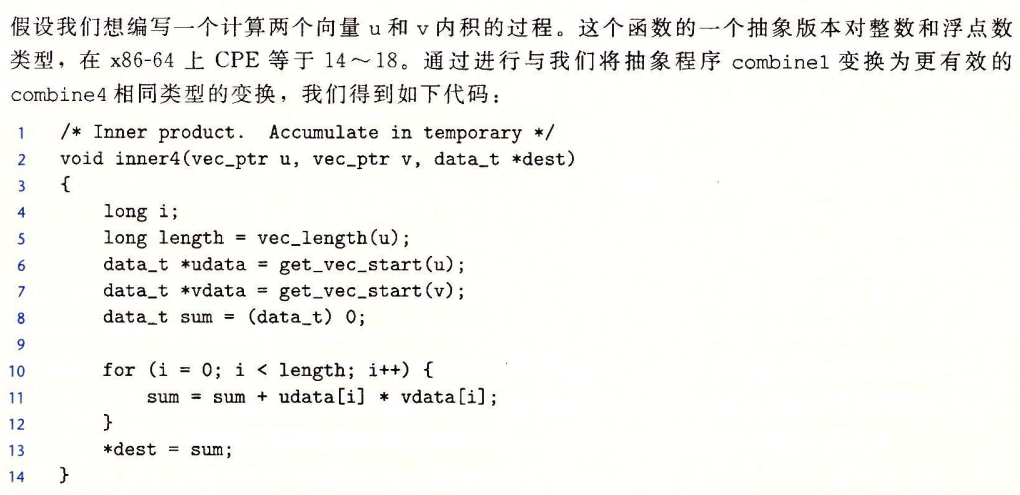 假设我们想编写一个计算两个向量 u 和 v 内积的过程。这个函数的一个抽象版本对整数和浮点数
类型，在 x86-64 上 CPE 等于 14～18。通过进行与我们将抽象程序 combine1 变换为更有效的
combine4 相同类型的变换，我们得到如下代码：
1 /* Inner product. Accumulate in temporary */
2 void inner4(vec_ptr u, vec_ptr v, data_t *dest)
3 {
4     long i;
5     long length = vec_length(u);
6     data_t *udata = get_vec_start(u);
7     data_t *vdata = get_vec_start(v);
8     data_t sum = (data_t) 0;
9
10     for (i = 0; i < length; i++) {
11         sum = sum + udata[i] * vdata[i];
12     }
13     *dest = sum;
14 }